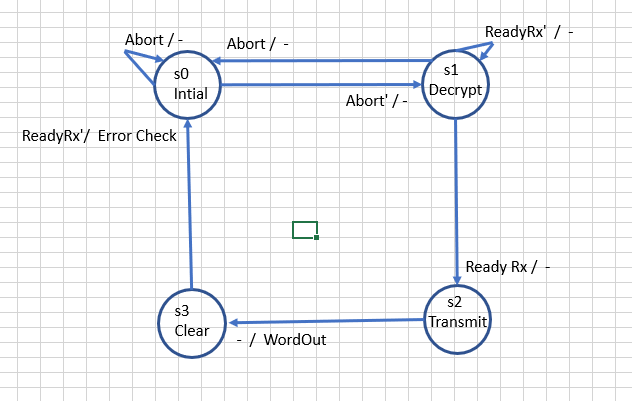 Abort / -
Abort / -
ReadyRx' / -
s0
Intial
s1
Decrypt
Abort' / -
ReadyRx'/ Error Check
Ready Rx / -
s3
Clear
s2
Transmit
- / WordOut